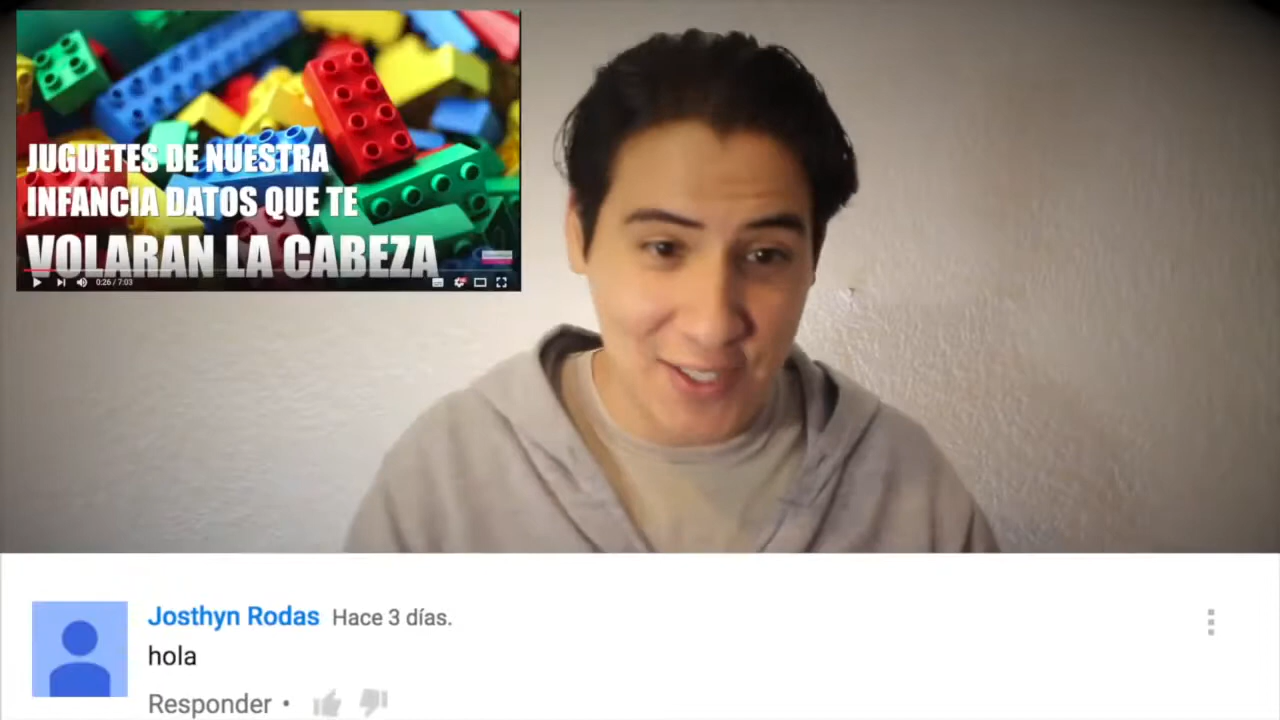 JUGUETES DE NUESTRA
INFANCIA DATOS QUE TE
VOLARAN LA CABEZA
0:26 / 7:03
Josthyn Rodas Hace 3 días.
hola
Responder •